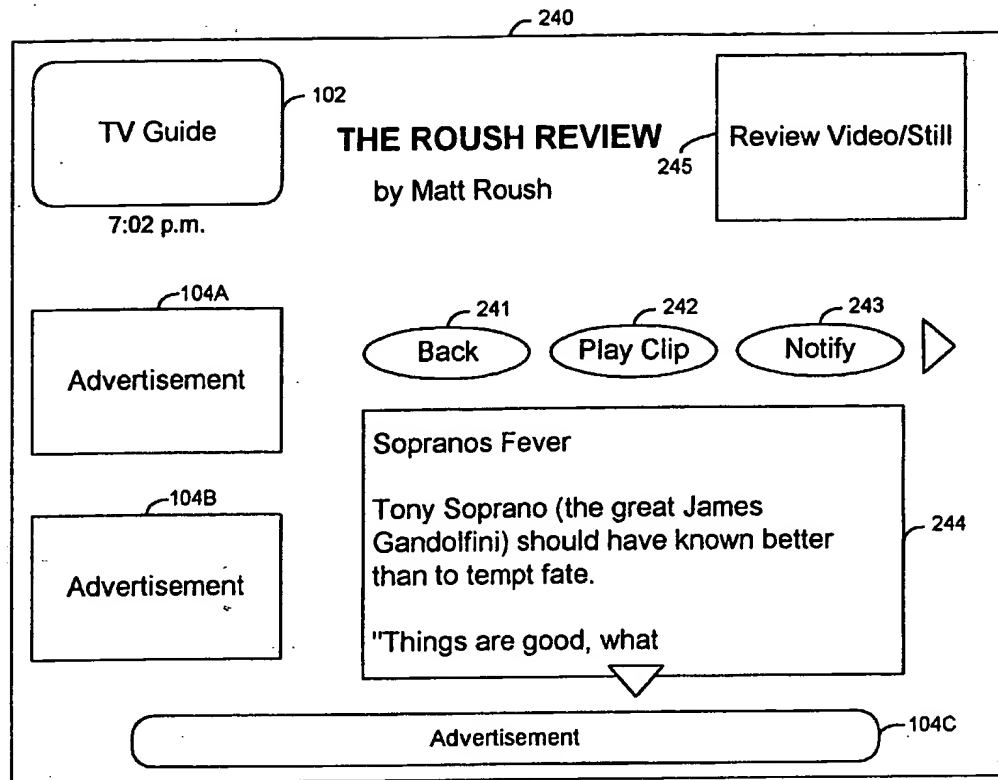 240
102
TV Guide
THE ROUSH REVIEW
by Matt Roush
245
Review Video/Still
7:02 p.m.
104A
Advertisement
241
Back
242
Play Clip
243
Notify
104B
Advertisement
Sopranos Fever
Tony Soprano (the great James
Gandolfini) should have known better
than to tempt fate.
"Things are good, what
244
Advertisement
104C